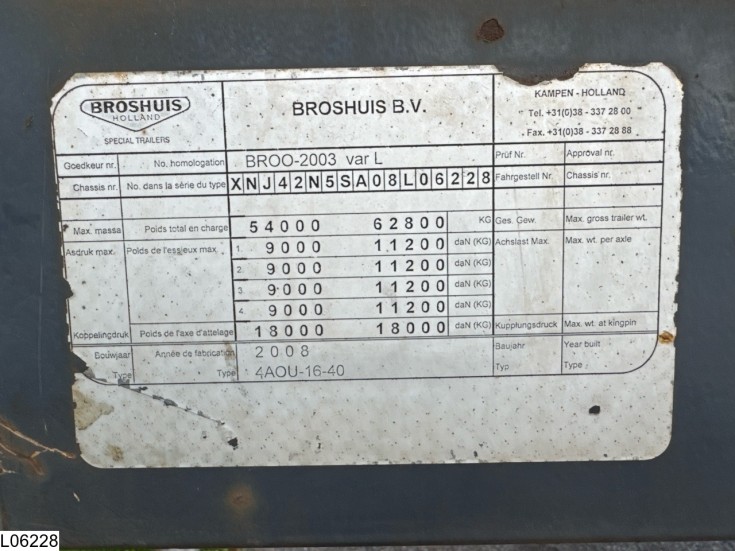 BROSHUIS
HOLLAND
SPECIAL TRAILERS
BROSHUIS B.V.
KAMPEN - HOLLAND
Tel. +31(0)38 - 337 28 00
Fax. +31(0)38 - 337 28 88
Goedkeur nr. No. homologation BROO-2003 var L Prüf Nr. Approval nr.
Chassis nr. No. dans la série du type XNJ42N5SA08L06228 Fahrgestell Nr. Chassis nr.
Max. massa Poids total en charge 54000 62800 KG Ges. Gew. Max. gross trailer wt.
Asdruk max. Poids de l'essieux max. 1. 9000 11200 daN (KG) Achslast Max. Max. wt. per axle
2. 9000 11200 daN (KG)
3. 9000 11200 daN (KG)
4. 9000 11200 daN (KG)
Koppelingdruk Poids de l'axe d'attelage 18000 18000 daN (KG) Kupplungsdruck Max. wt. at kingpin
Bouwjaar Année de fabrication 2008 Baujahr Year built
Type Type 4AOU-16-40 Typ Type :
L06228